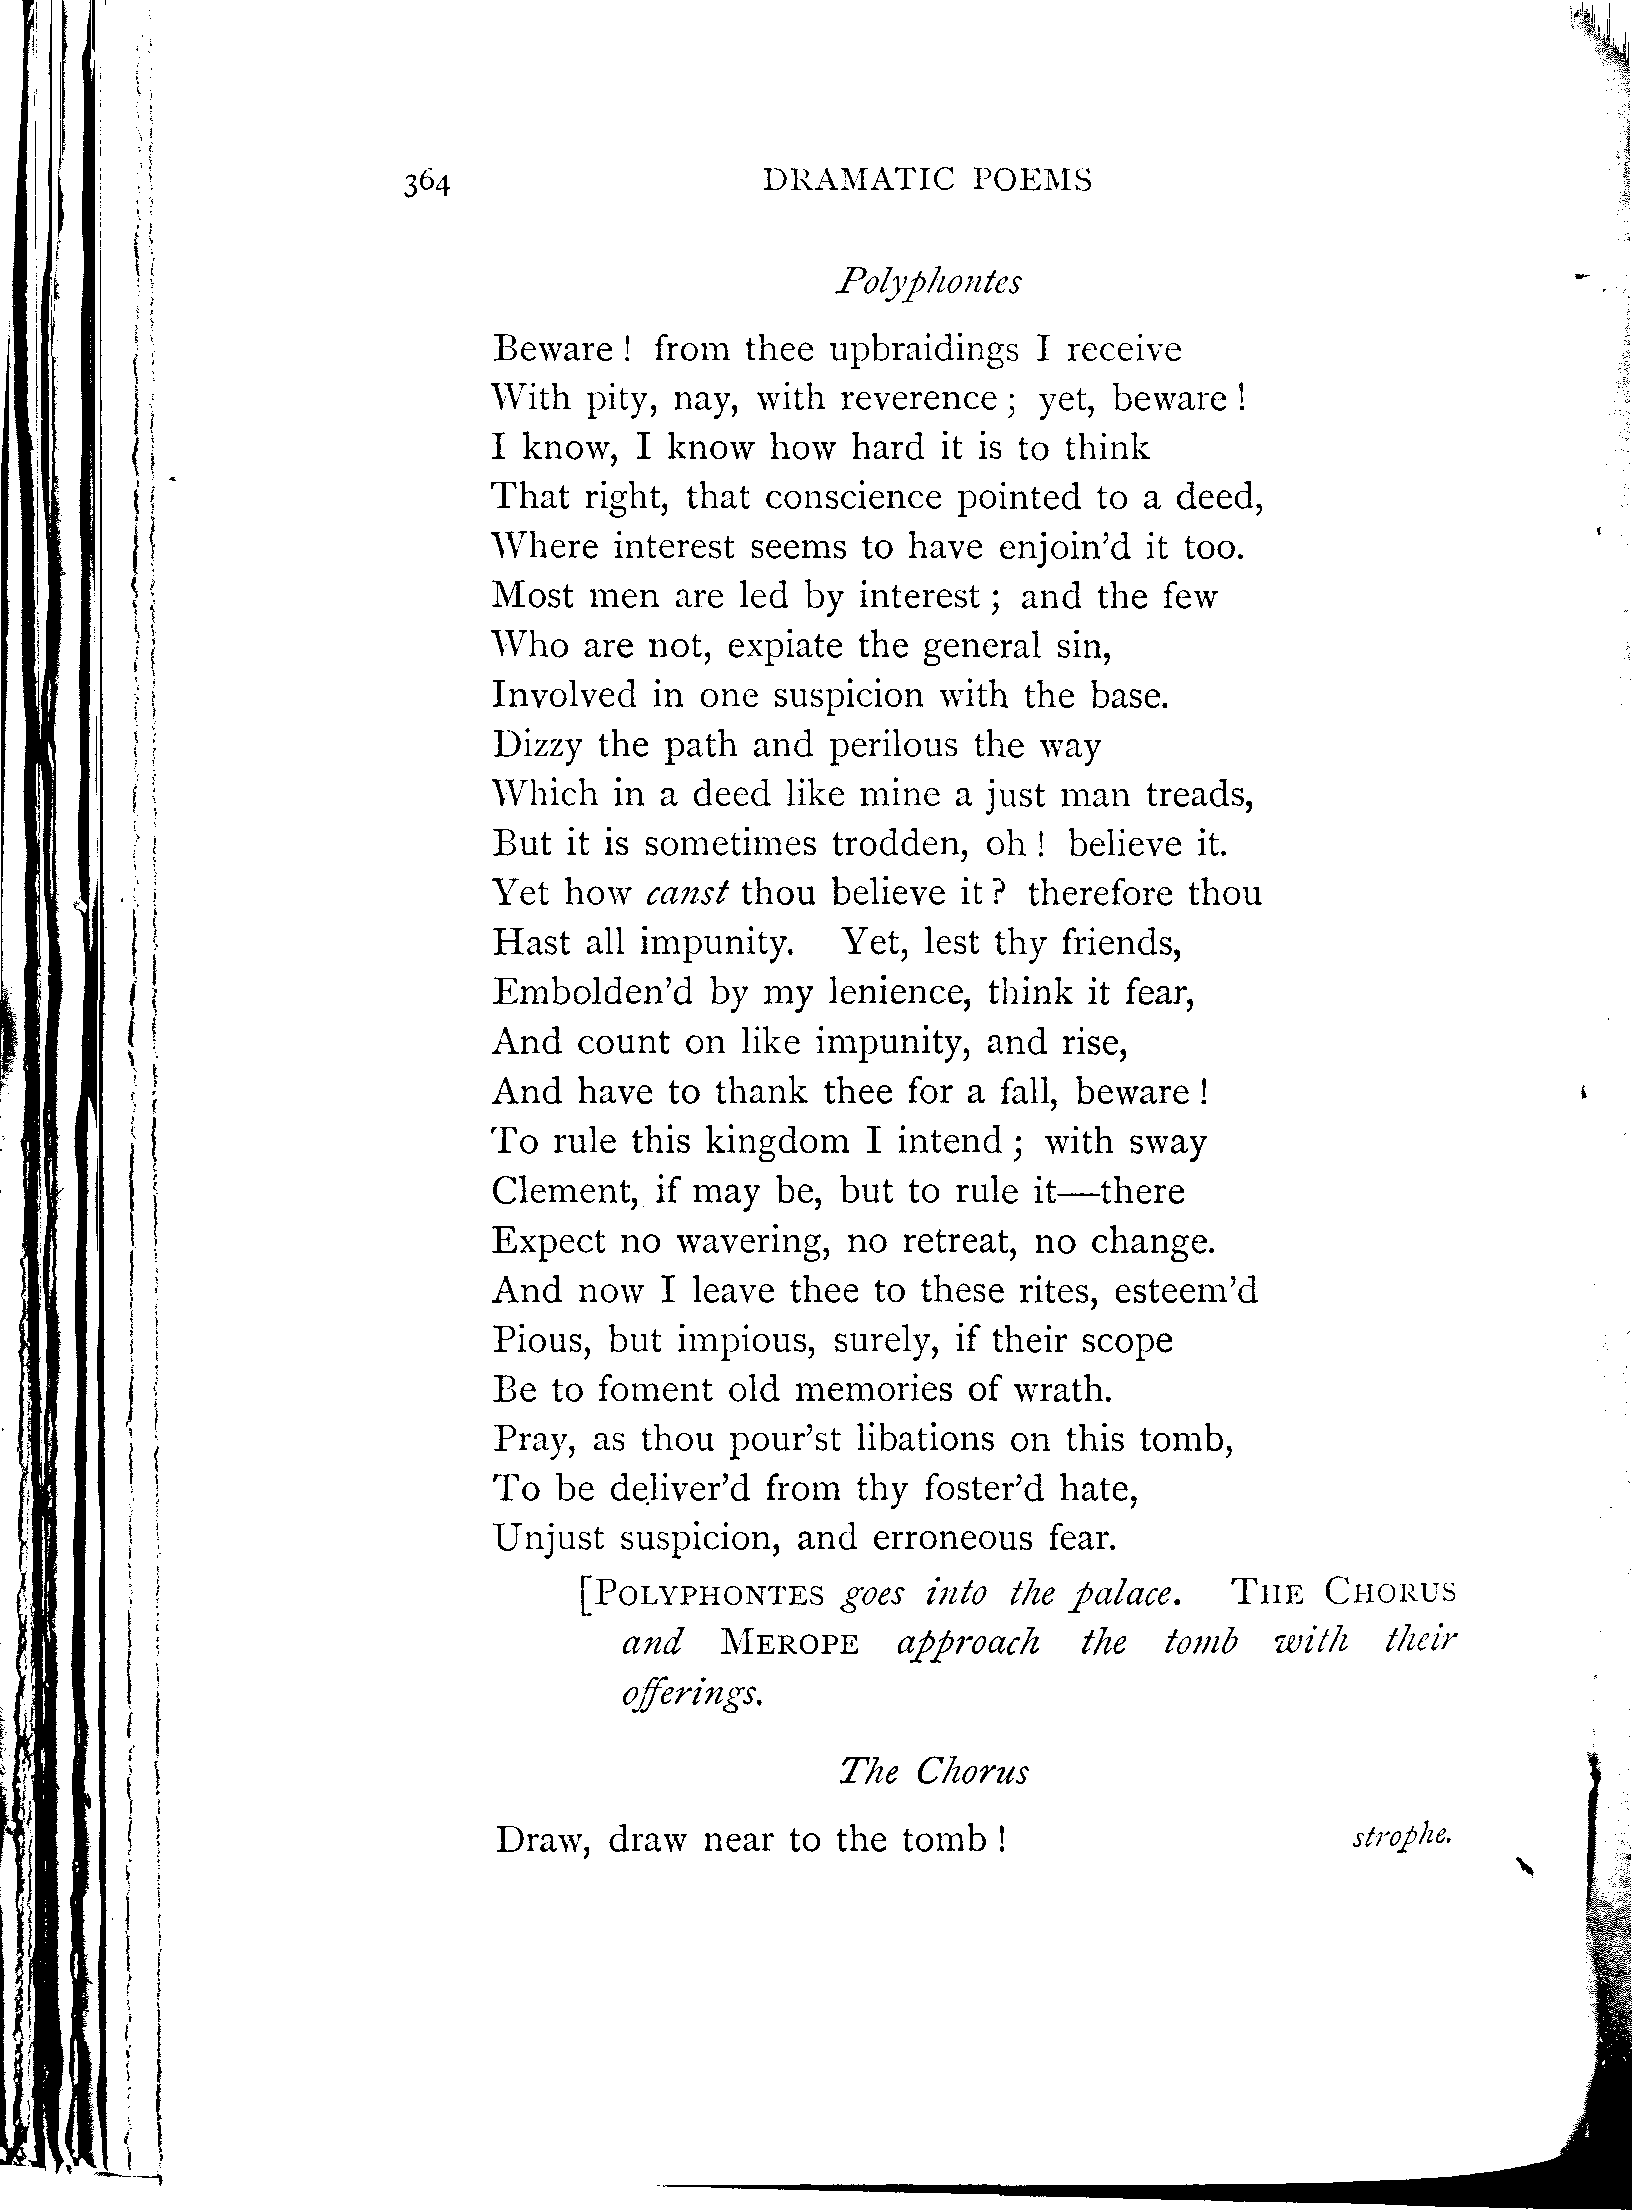 364 DRAMATIC POEMS
Polyphontes
Beware ! from thee upbraidings I receive
With pity, nay, with reverence ; yet, beware !
I know, I know how hard it is to think
That right, that conscience pointed to a deed,
Where interest seems to have enjoin’d it too.
Most men are led by interest ; and the few
Who are not, expiate the general sin,
Involved in one suspicion with the base.
Dizzy the path and perilous the way
Which in a deed like mine a just man treads,
But it is sometimes trodden, oh ! believe it.
Yet how canst thou believe it ? therefore thou
Hast all impunity. Yet, lest thy friends,
Embolden’d by my lenience, think it fear,
And count on like impunity, and rise,
And have to thank thee for a fall, beware !
To rule this kingdom I intend ; with sway
Clement, if may be, but to rule it—there
Expect no wavering, no retreat, no change.
And now I leave thee to these rites, esteem’d
Pious, but impious, surely, if their scope
Be to foment old memories of wrath.
Pray, as thou pour’st libations on this tomb,
To be deliver’d from thy foster’d hate,
Unjust suspicion, and erroneous fear.
[POLYPHONTES goes into the palace. THE CHORUS
and MEROPE approach the tomb with their
offerings.
The Chorus
Draw, draw near to the tomb ! strophe.